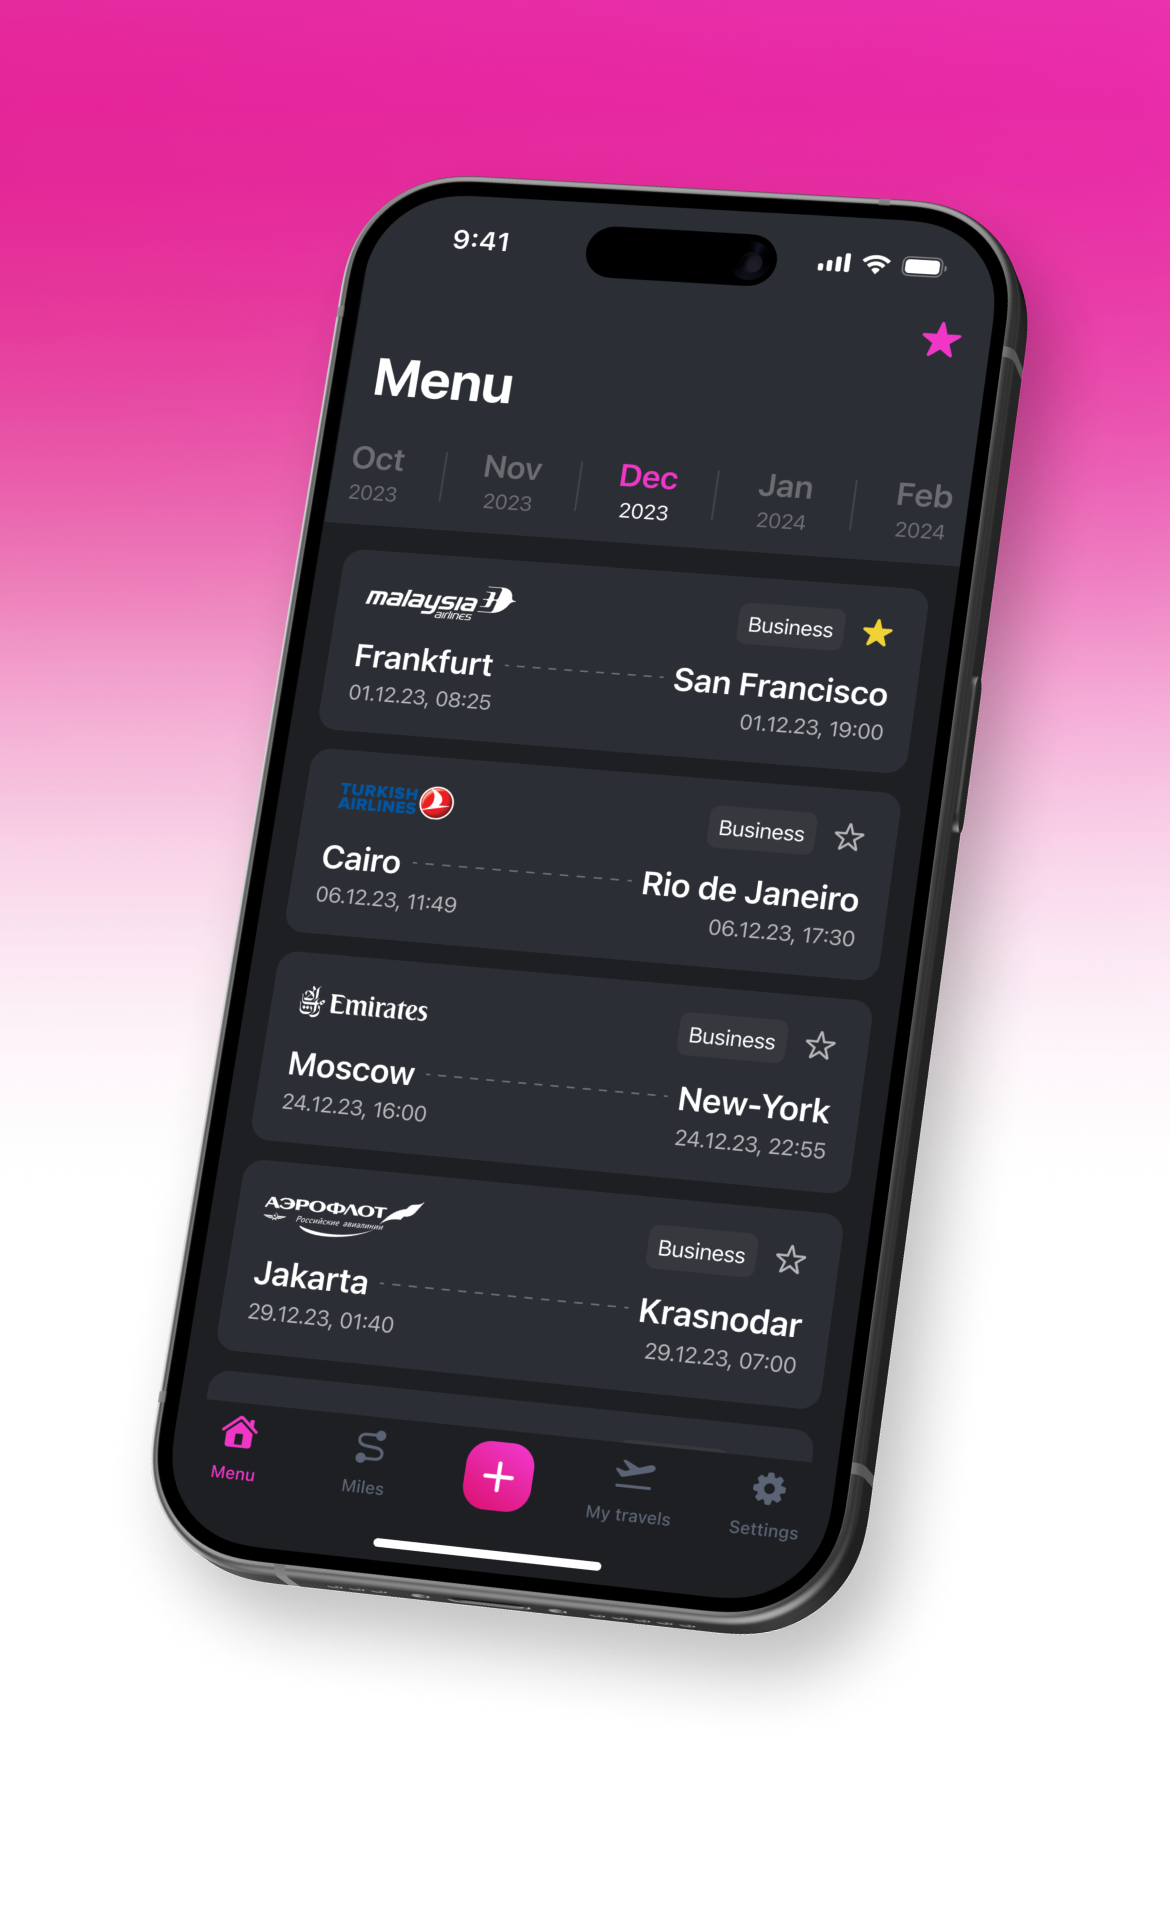 9:41
Menu
Oct Nov Dec Jan Feb
2023 2023 2023 2024 2024
malaysia
airlines
Business
Frankfurt San Francisco
01.12.23, 08:25 01.12.23, 19:00
TURKISH
AIRLINES
Business
Cairo Rio de Janeiro
06.12.23, 11:49 06.12.23, 17:30
Emirates
Business
Moscow New-York
24.12.23, 16:00 24.12.23, 22:55
АЭРОФЛОТ
Российские авиалинии
Business
Jakarta Krasnodar
29.12.23, 01:40 29.12.23, 07:00
Menu Miles My travels Settings